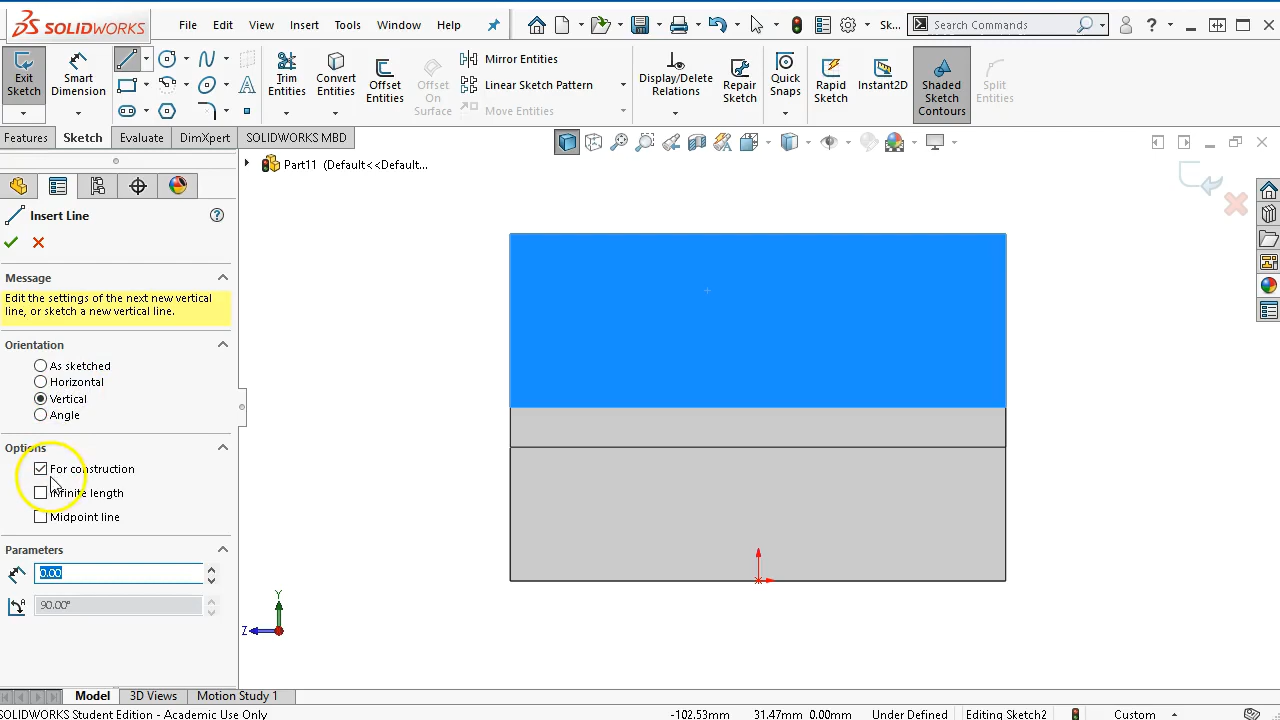 SOLIDWORKS File Edit View Insert Tools Window Help Sk... Search Commands ?
Exit Sketch Smart Dimension Trim Entities Convert Entities Offset Entities Offset On Surface Mirror Entities Linear Sketch Pattern Move Entities Display/Delete Relations Repair Sketch Quick Snaps Rapid Sketch Instant2D Shaded Sketch Contours Split Entities
Features Sketch Evaluate DimXpert SOLIDWORKS MBD
Part11 (Default<<Default...
Insert Line ?
Message
Edit the settings of the next new vertical
line, or sketch a new vertical line.
Orientation
As sketched
Horizontal
Vertical
Angle
Options
For construction
Infinite length
Midpoint line
Parameters
0.00
90.00°
Y
Z
Model 3D Views Motion Study 1
SOLIDWORKS Student Edition - Academic Use Only -102.53mm 31.47mm 0.00mm Under Defined Editing Sketch2 Custom